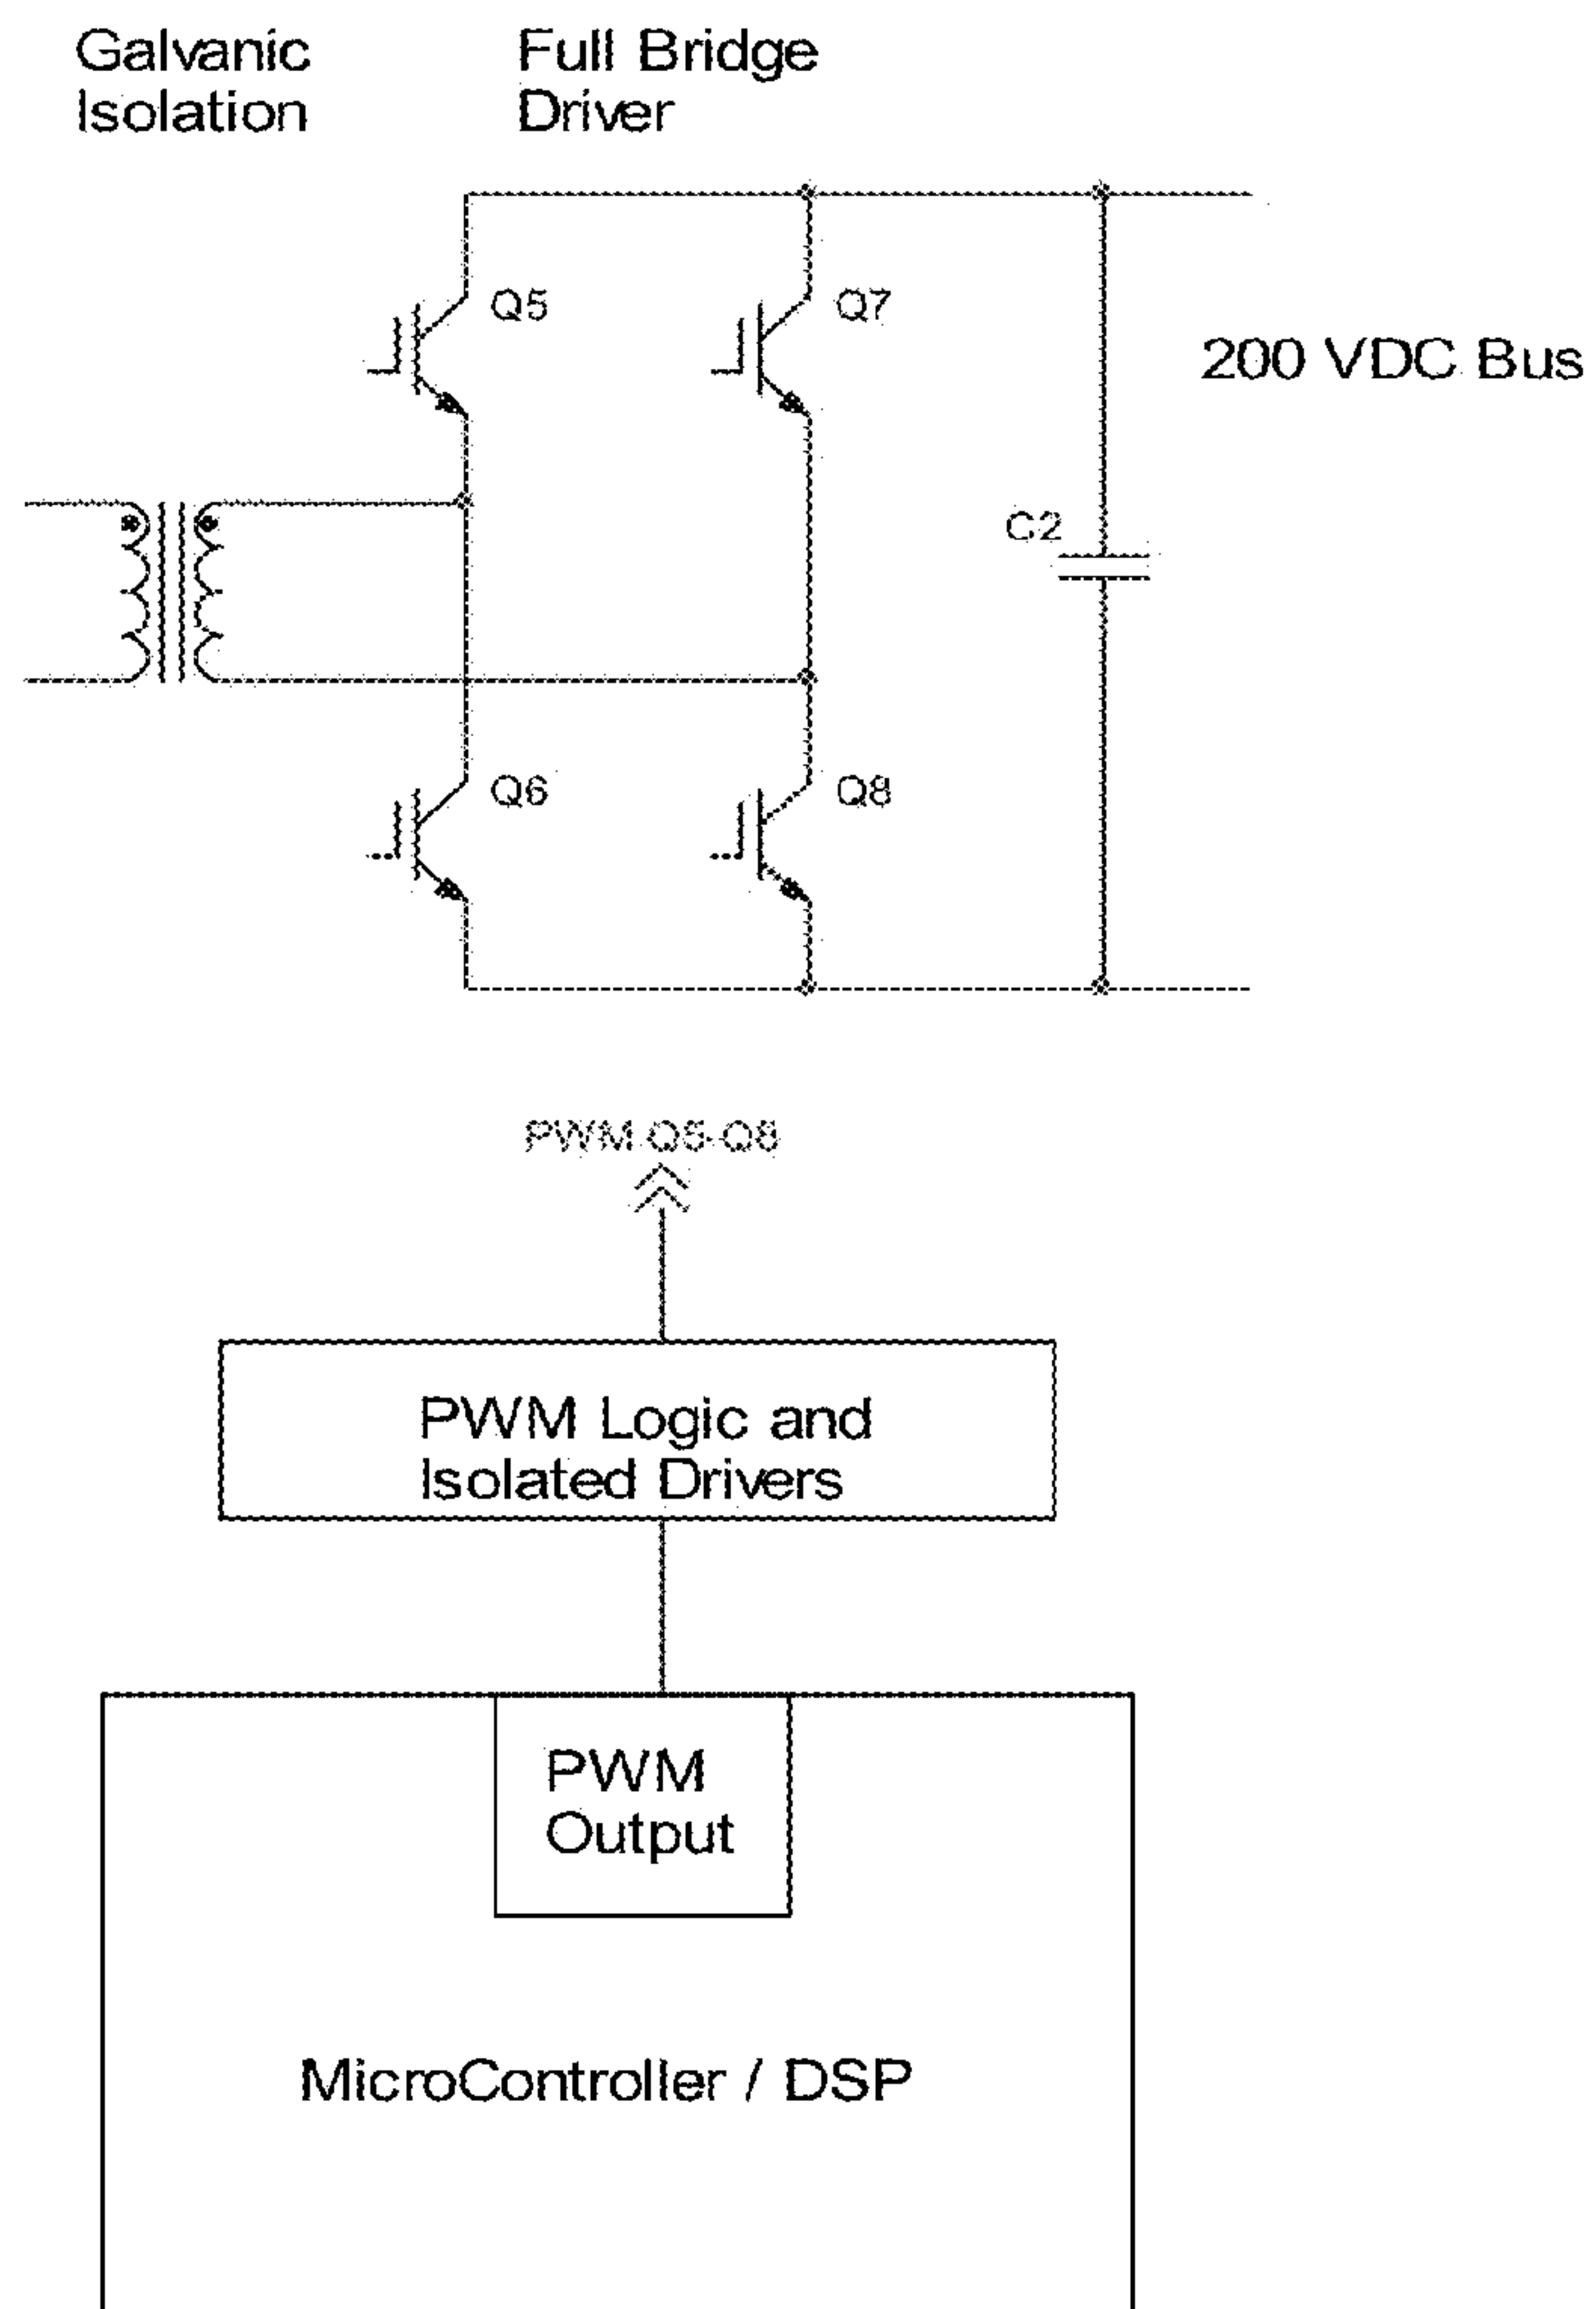 Galvanic
Isolation
Full Bridge
Driver
Q5
Q7
200 VDC Bus
C2
Q6
Q8
PWM Q5-Q8
PWM Logic and
Isolated Drivers
PWM
Output
MicroController / DSP